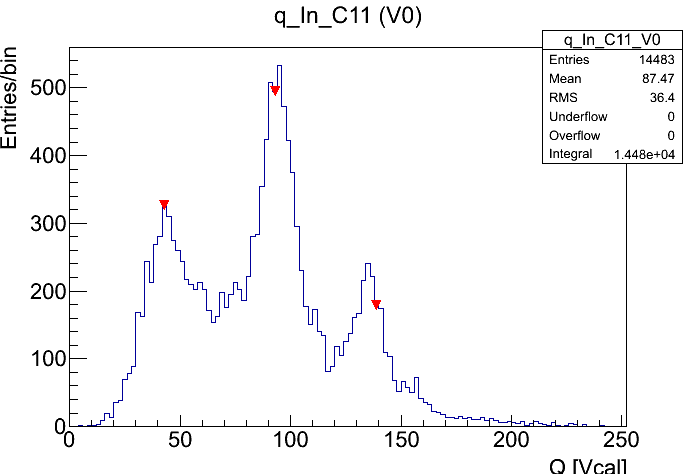 q_In_C11 (V0)
q_In_C11_V0
Entries 14483
Mean 87.47
RMS 36.4
Underflow 0
Overflow 0
Integral 1.448e+04
Entries/bin
500
400
300
200
100
0
0 50 100 150 200 250
Q [Vcal]